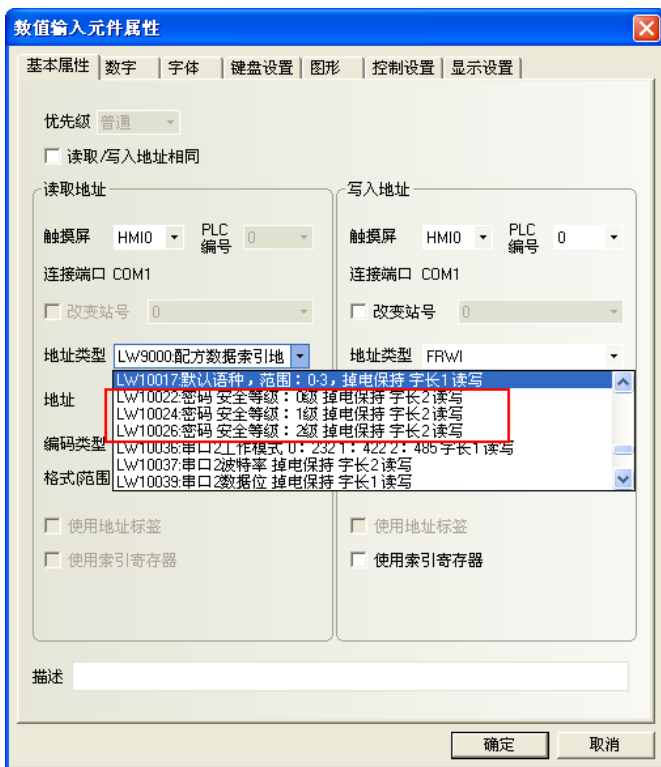 数值输入元件属性
基本属性 数字 字体 键盘设置 图形 控制设置 显示设置
优先级 普通
读取/写入地址相同
读取地址
触摸屏 HMI0 PLC编号 0
连接端口 COM1
改变站号 0
地址类型 LW9000:配方数据索引地
地址
编码类型
格式(范围
LW10017:默认语种，范围：0-3，掉电保持 字长1 读写
LW10022:密码 安全等级：0级 掉电保持 字长2 读写
LW10024:密码 安全等级：1级 掉电保持 字长2 读写
LW10026:密码 安全等级：2级 掉电保持 字长2 读写
LW10036:串口2工作模式 0：232 1：422 2：485 字长1 读写
LW10037:串口2波特率 掉电保持 字长2 读写
LW10039:串口2数据位 掉电保持 字长1 读写
使用地址标签
使用索引寄存器
写入地址
触摸屏 HMI0 PLC编号 0
连接端口 COM1
改变站号 0
地址类型 FRWI
使用地址标签
使用索引寄存器
描述
确定 取消